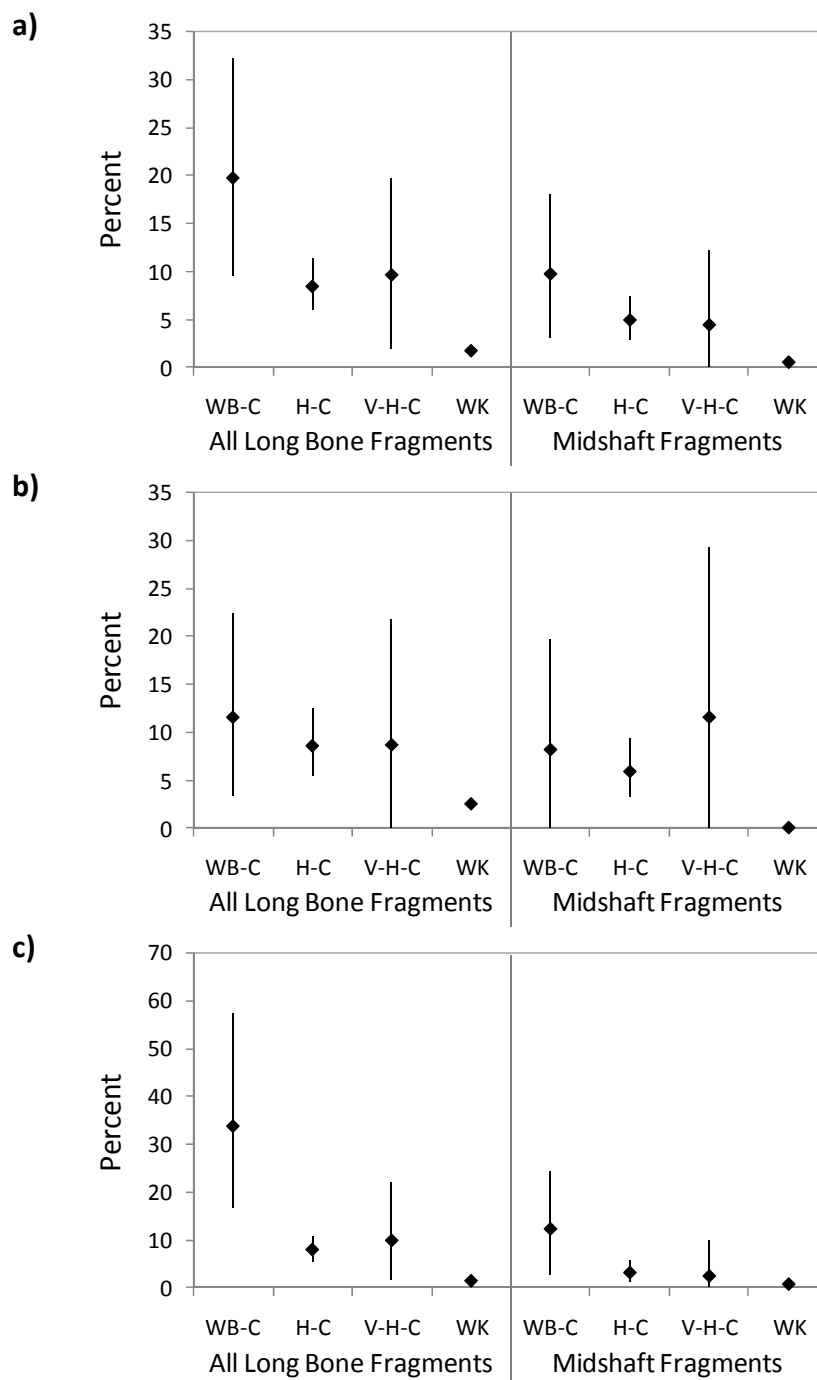 a)
35
30
25
20
15
10
5
0
Percent
WB-C H-C V-H-C WK WB-C H-C V-H-C WK
All Long Bone Fragments Midshaft Fragments
b)
35
30
25
20
15
10
5
0
Percent
WB-C H-C V-H-C WK WB-C H-C V-H-C WK
All Long Bone Fragments Midshaft Fragments
c)
70
60
50
40
30
20
10
0
Percent
WB-C H-C V-H-C WK WB-C H-C V-H-C WK
All Long Bone Fragments Midshaft Fragments